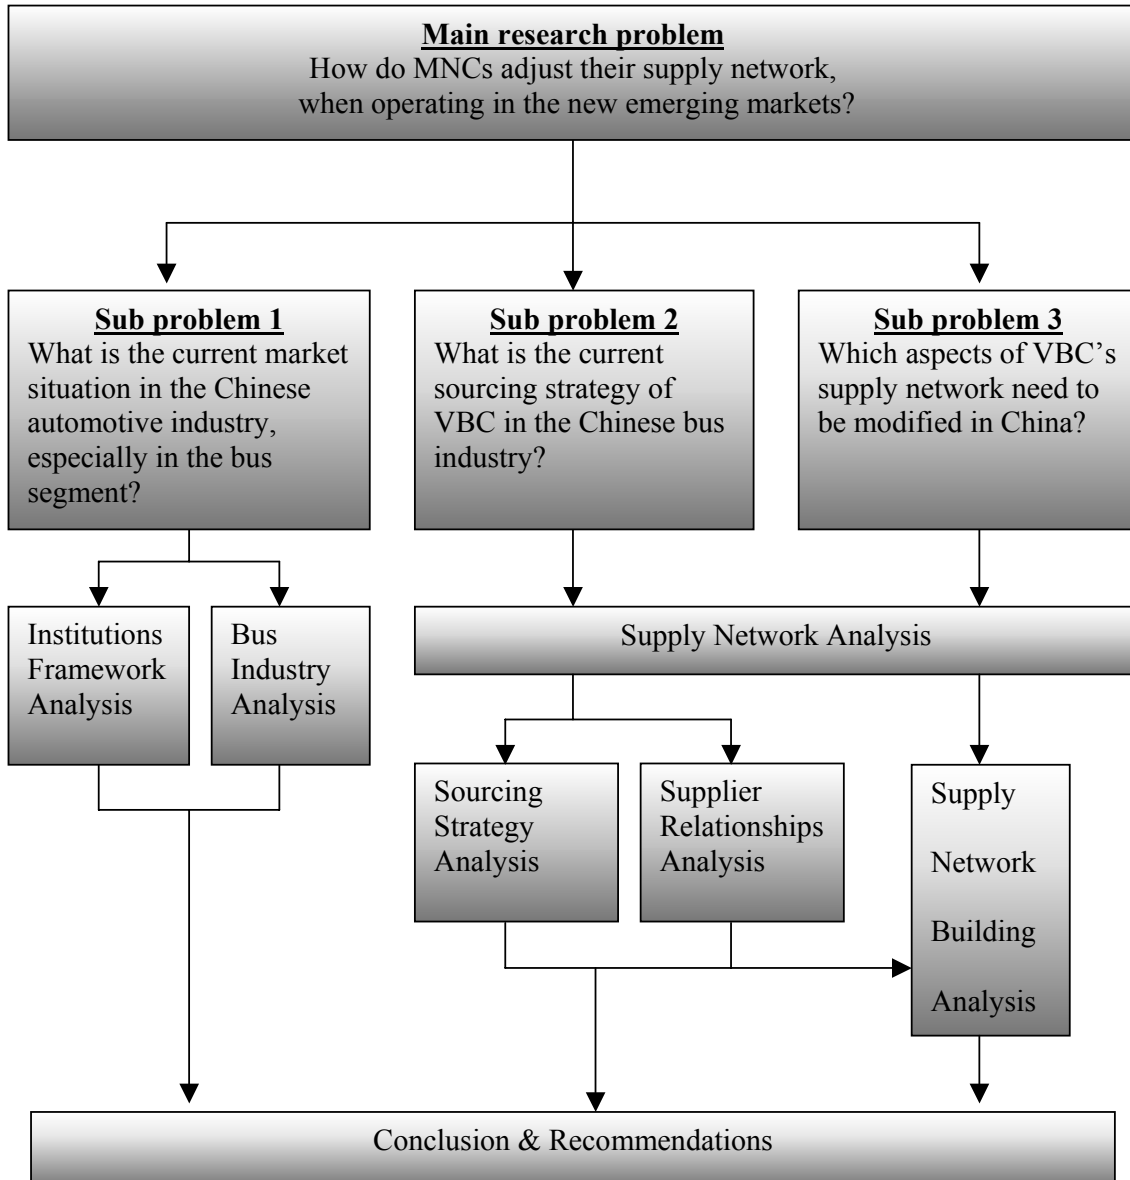 Main research problem
How do MNCs adjust their supply network,
when operating in the new emerging markets?
Sub problem 1
What is the current market
situation in the Chinese
automotive industry,
especially in the bus
segment?
Sub problem 2
What is the current
sourcing strategy of
VBC in the Chinese bus
industry?
Sub problem 3
Which aspects of VBC’s
supply network need to
be modified in China?
Institutions
Framework
Analysis
Bus
Industry
Analysis
Supply Network Analysis
Sourcing
Strategy
Analysis
Supplier
Relationships
Analysis
Supply
Network
Building
Analysis
Conclusion & Recommendations